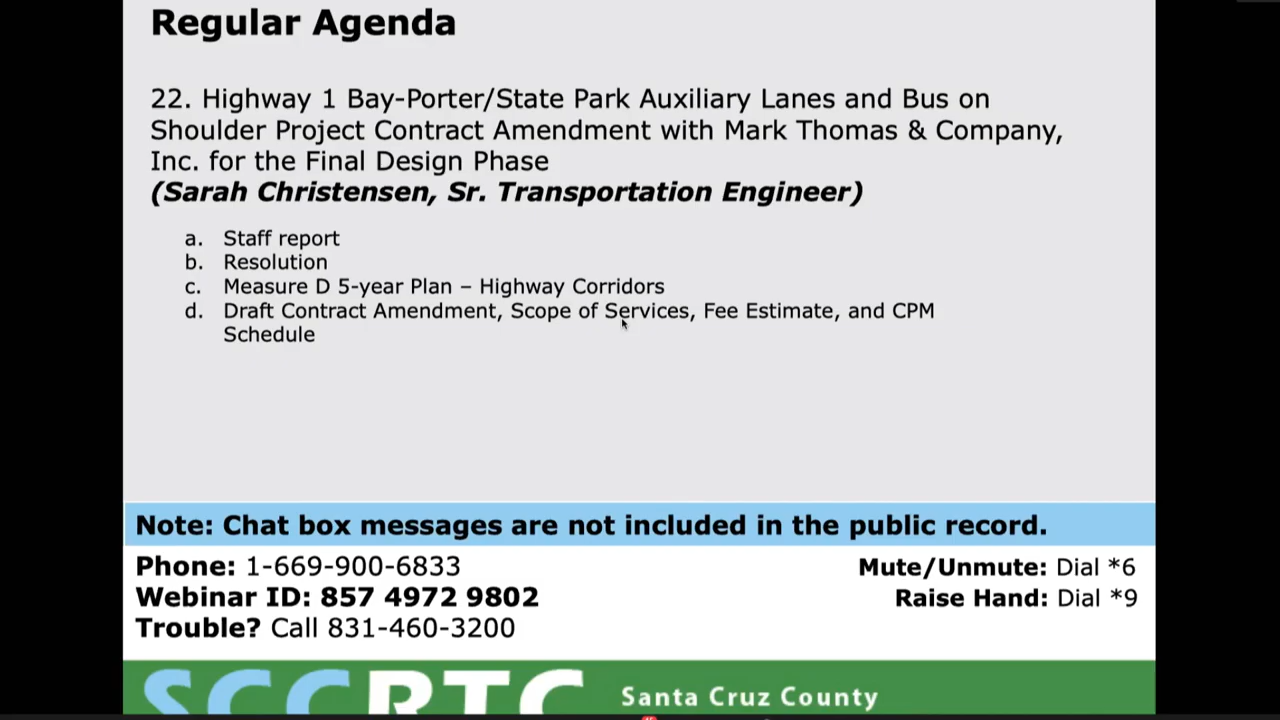 Regular Agenda
22. Highway 1 Bay-Porter/State Park Auxiliary Lanes and Bus on
Shoulder Project Contract Amendment with Mark Thomas & Company,
Inc. for the Final Design Phase
(Sarah Christensen, Sr. Transportation Engineer)
a. Staff report
b. Resolution
c. Measure D 5-year Plan – Highway Corridors
d. Draft Contract Amendment, Scope of Services, Fee Estimate, and CPM
Schedule
Note: Chat box messages are not included in the public record.
Phone: 1-669-900-6833
Mute/Unmute: Dial *6
Webinar ID: 857 4972 9802
Raise Hand: Dial *9
Trouble? Call 831-460-3200
SCCRTC
Santa Cruz County